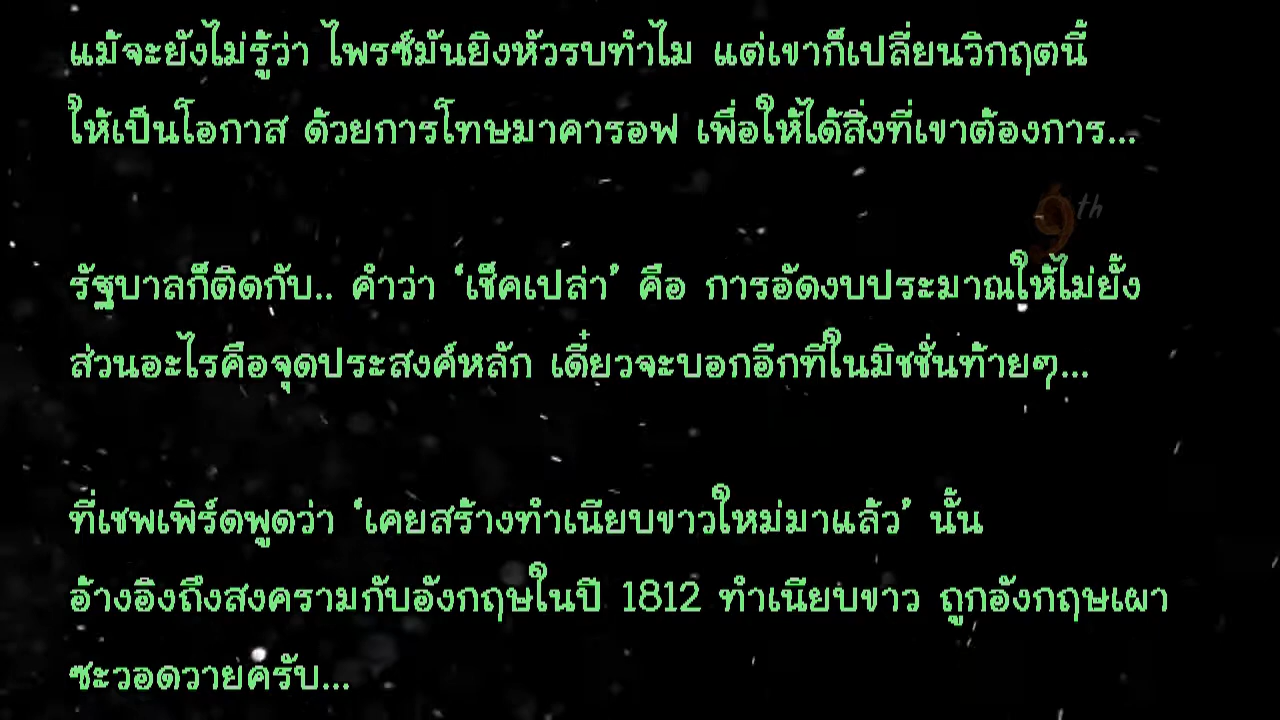 แม้จะยังไม่รู้ว่า ไพรซ์มันยิงหัวรบทำไม แต่เขาก็เปลี่ยนวิกฤตนี้
ให้เป็นโอกาส ด้วยการโทษมาคารอฟ เพื่อให้ได้สิ่งที่เขาต้องการ...
9th
รัฐบาลก็ติดกับ.. คำว่า 'เช็คเปล่า' คือ การอัดงบประมาณให้ไม่ยั้ง
ส่วนอะไรคือจุดประสงค์หลัก เดี๋ยวจะบอกอีกทีในมิชชั่นท้ายๆ...
ที่เชพเพิร์ดพูดว่า 'เคยสร้างทำเนียบขาวใหม่มาแล้ว' นั้น
อ้างอิงถึงสงครามกับอังกฤษในปี 1812 ทำเนียบขาว ถูกอังกฤษเผา
ซะวอดวายครับ...